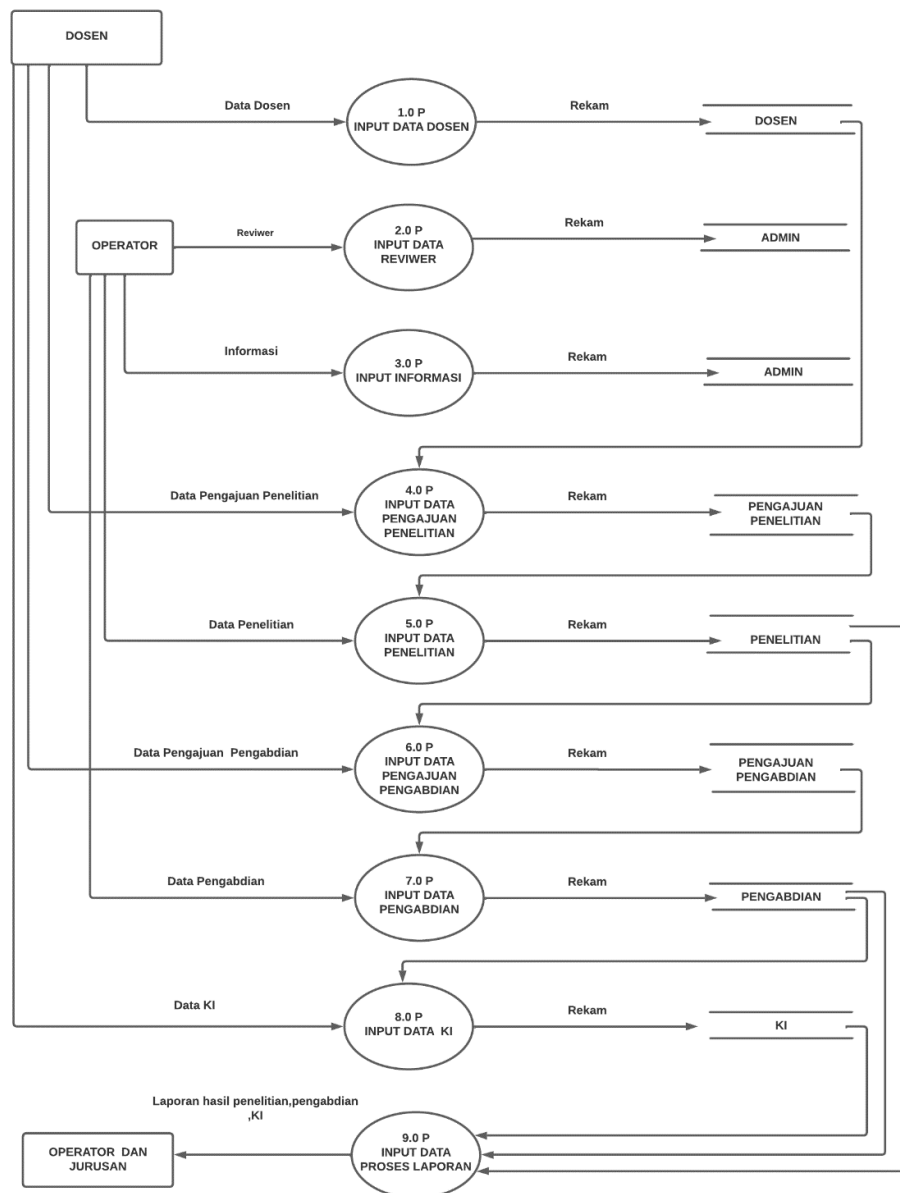 DOSEN
Data Dosen
1.0 P
INPUT DATA DOSEN
Rekam
DOSEN
OPERATOR
Reviwer
2.0 P
INPUT DATA
REVIWER
Rekam
ADMIN
Informasi
3.0 P
INPUT INFORMASI
Rekam
ADMIN
Data Pengajuan Penelitian
4.0 P
INPUT DATA
PENGAJUAN
PENELITIAN
Rekam
PENGAJUAN
PENELITIAN
Data Penelitian
5.0 P
INPUT DATA
PENELITIAN
Rekam
PENELITIAN
Data Pengajuan Pengabdian
6.0 P
INPUT DATA
PENGAJUAN
PENGABDIAN
Rekam
PENGAJUAN
PENGABDIAN
Data Pengabdian
7.0 P
INPUT DATA
PENGABDIAN
Rekam
PENGABDIAN
Data KI
8.0 P
INPUT DATA KI
Rekam
KI
Laporan hasil penelitian,pengabdian
,KI
9.0 P
INPUT DATA
PROSES LAPORAN
OPERATOR DAN
JURUSAN